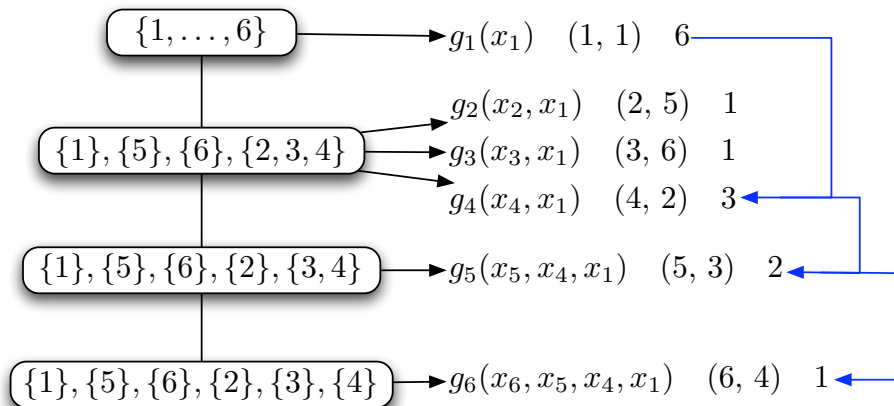 {1, . . . , 6} g₁(x₁) (1, 1) 6
g₂(x₂, x₁) (2, 5) 1
{1}, {5}, {6}, {2, 3, 4} g₃(x₃, x₁) (3, 6) 1
g₄(x₄, x₁) (4, 2) 3
{1}, {5}, {6}, {2}, {3, 4} g₅(x₅, x₄, x₁) (5, 3) 2
{1}, {5}, {6}, {2}, {3}, {4} g₆(x₆, x₅, x₄, x₁) (6, 4) 1